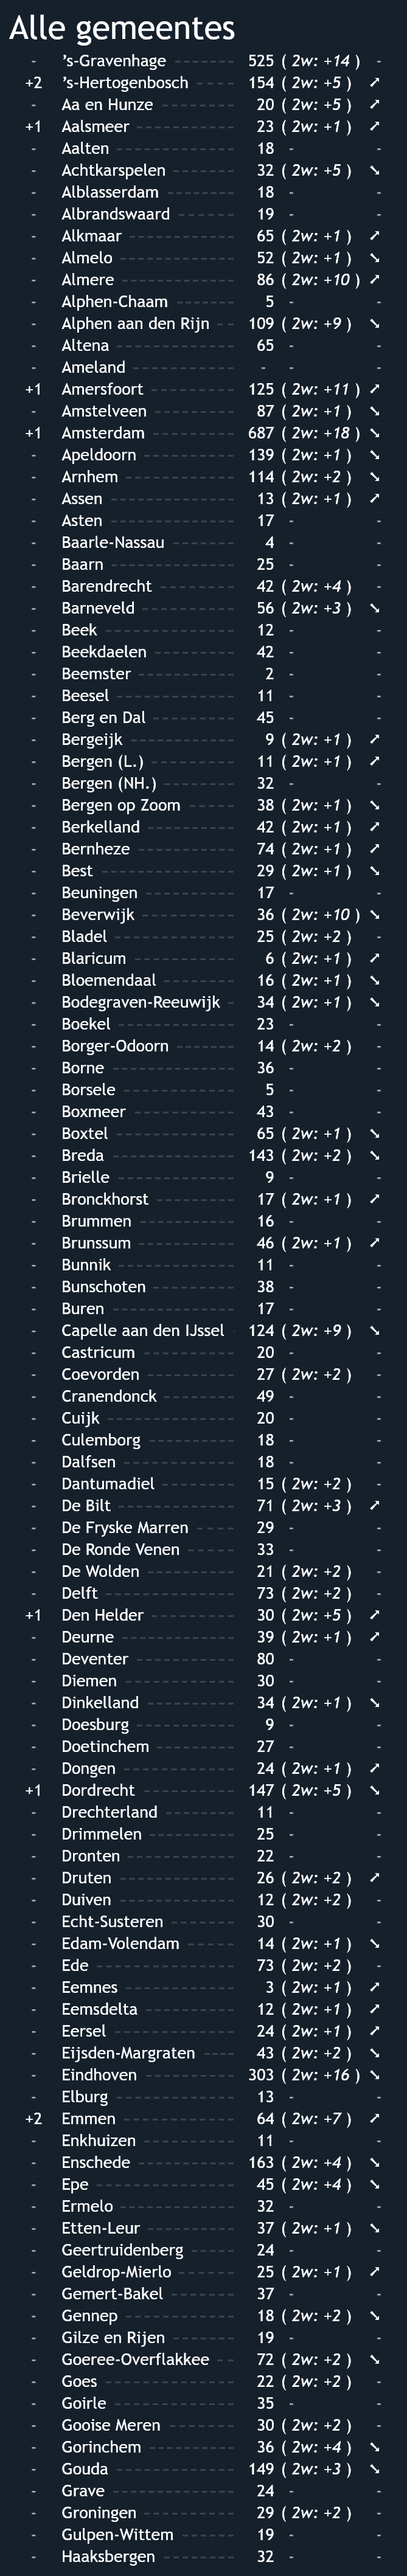 Alle gemeentes
- 's-Gravenhage 525 ( 2w: +14 ) -
+2 's-Hertogenbosch 154 ( 2w: +5 ) ➚
- Aa en Hunze 20 ( 2w: +5 ) ➚
+1 Aalsmeer 23 ( 2w: +1 ) ➚
- Aalten 18 - -
- Achtkarspelen 32 ( 2w: +5 ) ➘
- Alblasserdam 18 - -
- Albrandswaard 19 - -
- Alkmaar 65 ( 2w: +1 ) ➚
- Almelo 52 ( 2w: +1 ) ➘
- Almere 86 ( 2w: +10 ) ➚
- Alphen-Chaam 5 - -
- Alphen aan den Rijn 109 ( 2w: +9 ) ➘
- Altena 65 - -
- Ameland - - -
+1 Amersfoort 125 ( 2w: +11 ) ➚
- Amstelveen 87 ( 2w: +1 ) ➘
+1 Amsterdam 687 ( 2w: +18 ) ➘
- Apeldoorn 139 ( 2w: +1 ) ➘
- Arnhem 114 ( 2w: +2 ) ➘
- Assen 13 ( 2w: +1 ) ➚
- Asten 17 - -
- Baarle-Nassau 4 - -
- Baarn 25 - -
- Barendrecht 42 ( 2w: +4 ) -
- Barneveld 56 ( 2w: +3 ) ➘
- Beek 12 - -
- Beekdaelen 42 - -
- Beemster 2 - -
- Beesel 11 - -
- Berg en Dal 45 - -
- Bergeijk 9 ( 2w: +1 ) ➚
- Bergen (L.) 11 ( 2w: +1 ) ➚
- Bergen (NH.) 32 - -
- Bergen op Zoom 38 ( 2w: +1 ) ➘
- Berkelland 42 ( 2w: +1 ) ➚
- Bernheze 74 ( 2w: +1 ) ➚
- Best 29 ( 2w: +1 ) ➘
- Beuningen 17 - -
- Beverwijk 36 ( 2w: +10 ) ➘
- Bladel 25 ( 2w: +2 ) -
- Blaricum 6 ( 2w: +1 ) ➚
- Bloemendaal 16 ( 2w: +1 ) ➘
- Bodegraven-Reeuwijk 34 ( 2w: +1 ) ➘
- Boekel 23 - -
- Borger-Odoorn 14 ( 2w: +2 ) -
- Borne 36 - -
- Borsele 5 - -
- Boxmeer 43 - -
- Boxtel 65 ( 2w: +1 ) ➘
- Breda 143 ( 2w: +2 ) ➘
- Brielle 9 - -
- Bronckhorst 17 ( 2w: +1 ) ➚
- Brummen 16 - -
- Brunssum 46 ( 2w: +1 ) ➚
- Bunnik 11 - -
- Bunschoten 38 - -
- Buren 17 - -
- Capelle aan den IJssel 124 ( 2w: +9 ) ➘
- Castricum 20 - -
- Coevorden 27 ( 2w: +2 ) -
- Cranendonck 49 - -
- Cuijk 20 - -
- Culemborg 18 - -
- Dalfsen 18 - -
- Dantumadiel 15 ( 2w: +2 ) -
- De Bilt 71 ( 2w: +3 ) ➚
- De Fryske Marren 29 - -
- De Ronde Venen 33 - -
- De Wolden 21 ( 2w: +2 ) -
- Delft 73 ( 2w: +2 ) -
+1 Den Helder 30 ( 2w: +5 ) ➚
- Deurne 39 ( 2w: +1 ) ➚
- Deventer 80 - -
- Diemen 30 - -
- Dinkelland 34 ( 2w: +1 ) ➘
- Doesburg 9 - -
- Doetinchem 27 - -
- Dongen 24 ( 2w: +1 ) ➚
+1 Dordrecht 147 ( 2w: +5 ) ➘
- Drechterland 11 - -
- Drimmelen 25 - -
- Dronten 22 - -
- Druten 26 ( 2w: +2 ) ➚
- Duiven 12 ( 2w: +2 ) -
- Echt-Susteren 30 - -
- Edam-Volendam 14 ( 2w: +1 ) ➘
- Ede 73 ( 2w: +2 ) -
- Eemnes 3 ( 2w: +1 ) ➚
- Eemsdelta 12 ( 2w: +1 ) ➚
- Eersel 24 ( 2w: +1 ) ➚
- Eijsden-Margraten 43 ( 2w: +2 ) ➘
- Eindhoven 303 ( 2w: +16 ) ➘
- Elburg 13 - -
+2 Emmen 64 ( 2w: +7 ) ➚
- Enkhuizen 11 - -
- Enschede 163 ( 2w: +4 ) ➘
- Epe 45 ( 2w: +4 ) ➘
- Ermelo 32 - -
- Etten-Leur 37 ( 2w: +1 ) ➘
- Geertruidenberg 24 - -
- Geldrop-Mierlo 25 ( 2w: +1 ) ➚
- Gemert-Bakel 37 - -
- Gennep 18 ( 2w: +2 ) ➘
- Gilze en Rijen 19 - -
- Goeree-Overflakkee 72 ( 2w: +2 ) ➘
- Goes 22 ( 2w: +2 ) -
- Goirle 35 - -
- Gooise Meren 30 ( 2w: +2 ) -
- Gorinchem 36 ( 2w: +4 ) ➘
- Gouda 149 ( 2w: +3 ) ➘
- Grave 24 - -
- Groningen 29 ( 2w: +2 ) -
- Gulpen-Wittem 19 - -
- Haaksbergen 32 - -